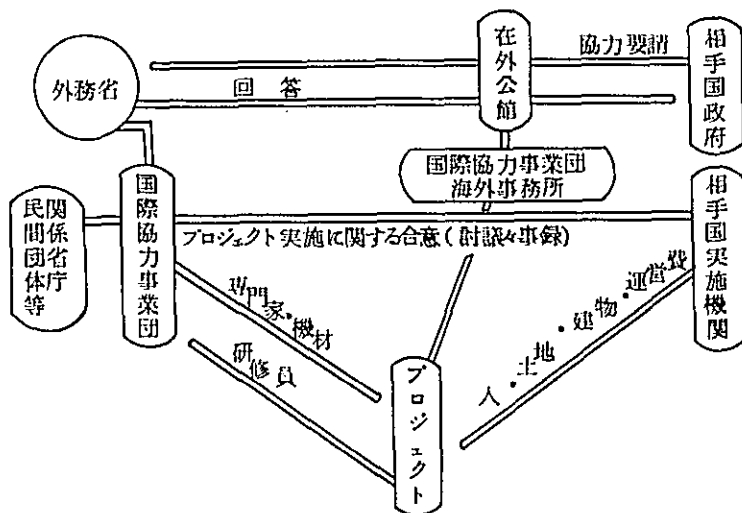 外務省
在外公館
協力要請
相手国政府
回答
国際協力事業団
海外事務所
関係省庁
民間団体等
国際協力事業団
プロジェクト実施に関する合意(討議々事録)
相手国実施機関
専門家・機材
研修員
人・土地・建物・運営費
プロジェクト